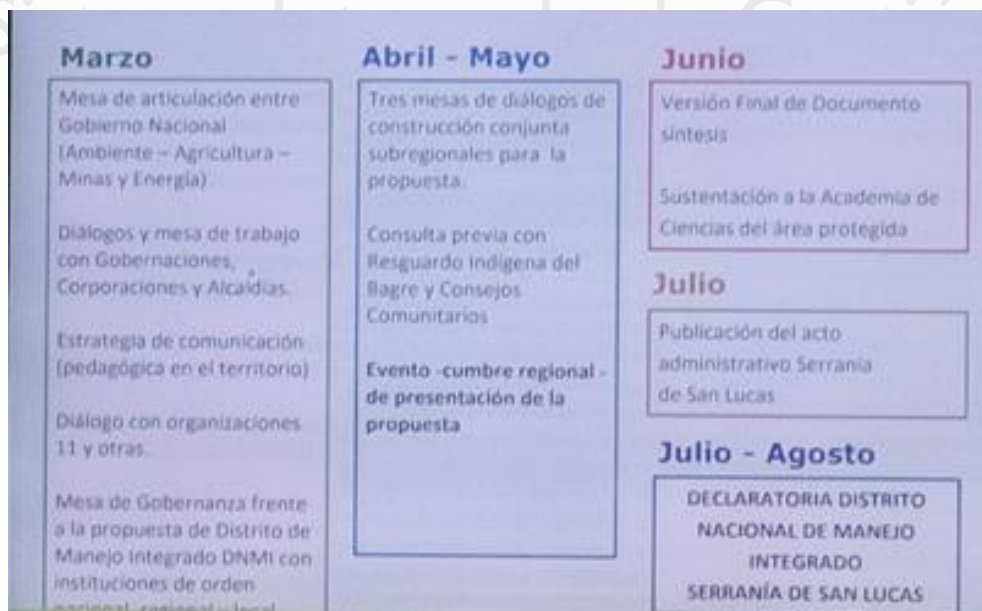 Marzo
Mesa de articulación entre
Gobierno Nacional
(Ambiente – Agricultura –
Minas y Energía)
Diálogos y mesa de trabajo
con Gobernaciones,
Corporaciones y Alcaldías.
Estrategia de comunicación
(pedagógica en el territorio)
Diálogo con organizaciones
11 y otras.
Mesa de Gobernanza frente
a la propuesta de Distrito de
Manejo Integrado DNMI con
instituciones de orden
nacional, regional y local
Abril - Mayo
Tres mesas de diálogos de
construcción conjunta
subregionales para la
propuesta.
Consulta previa con
Resguardo Indígena del
Bagre y Consejos
Comunitarios
Evento -cumbre regional -
de presentación de la
propuesta
Junio
Versión Final de Documento
síntesis
Sustentación a la Academia de
Ciencias del área protegida
Julio
Publicación del acto
administrativo Serranía
de San Lucas
Julio - Agosto
DECLARATORIA DISTRITO
NACIONAL DE MANEJO
INTEGRADO
SERRANÍA DE SAN LUCAS